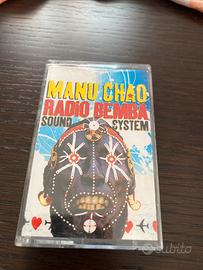 MANU CHAO
RADIO BEMBA
SOUND SYSTEM
subito